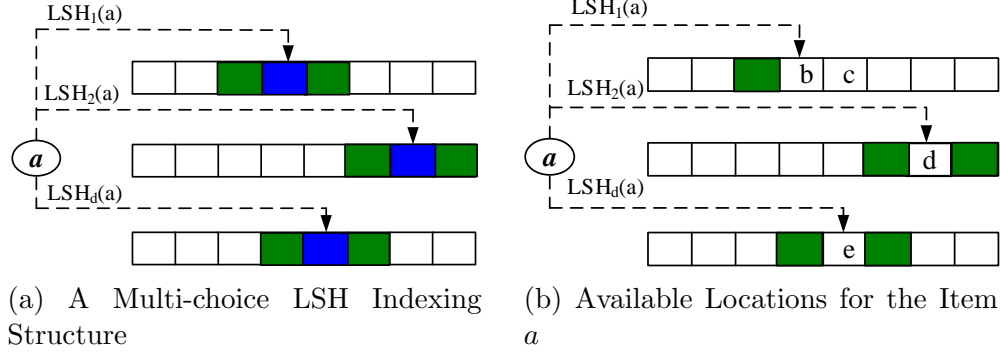 LSH1(a)
LSH2(a)
a
LSHd(a)
(a) A Multi-choice LSH Indexing
Structure
LSH1(a)
b c
LSH2(a)
a
d
LSHd(a)
e
(b) Available Locations for the Item
a